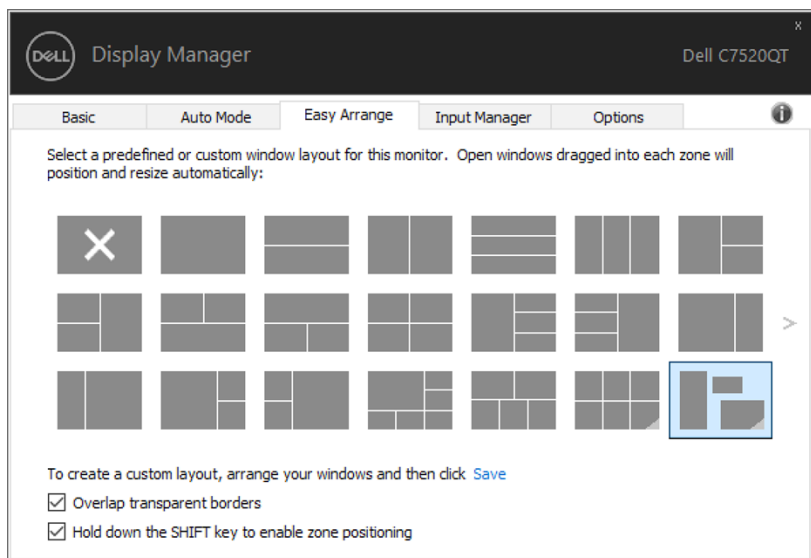 x
DELL Display Manager Dell C7520QT
Basic Auto Mode Easy Arrange Input Manager Options
Select a predefined or custom window layout for this monitor. Open windows dragged into each zone will
position and resize automatically:
To create a custom layout, arrange your windows and then click Save
Overlap transparent borders
Hold down the SHIFT key to enable zone positioning